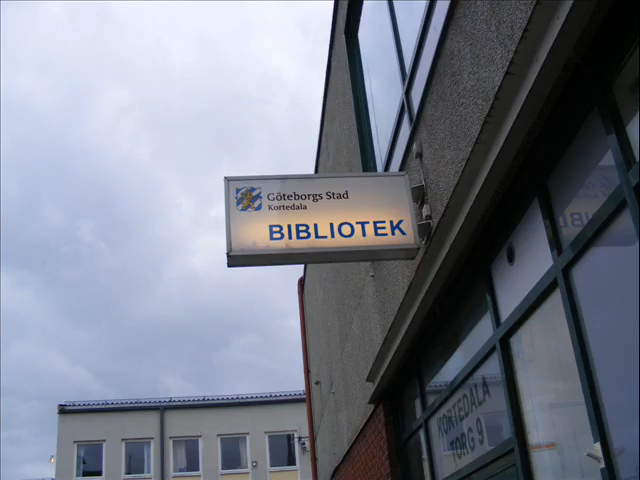 Göteborgs Stad
Kortedala
BIBLIOTEK
KORTEDALA
TORG 9